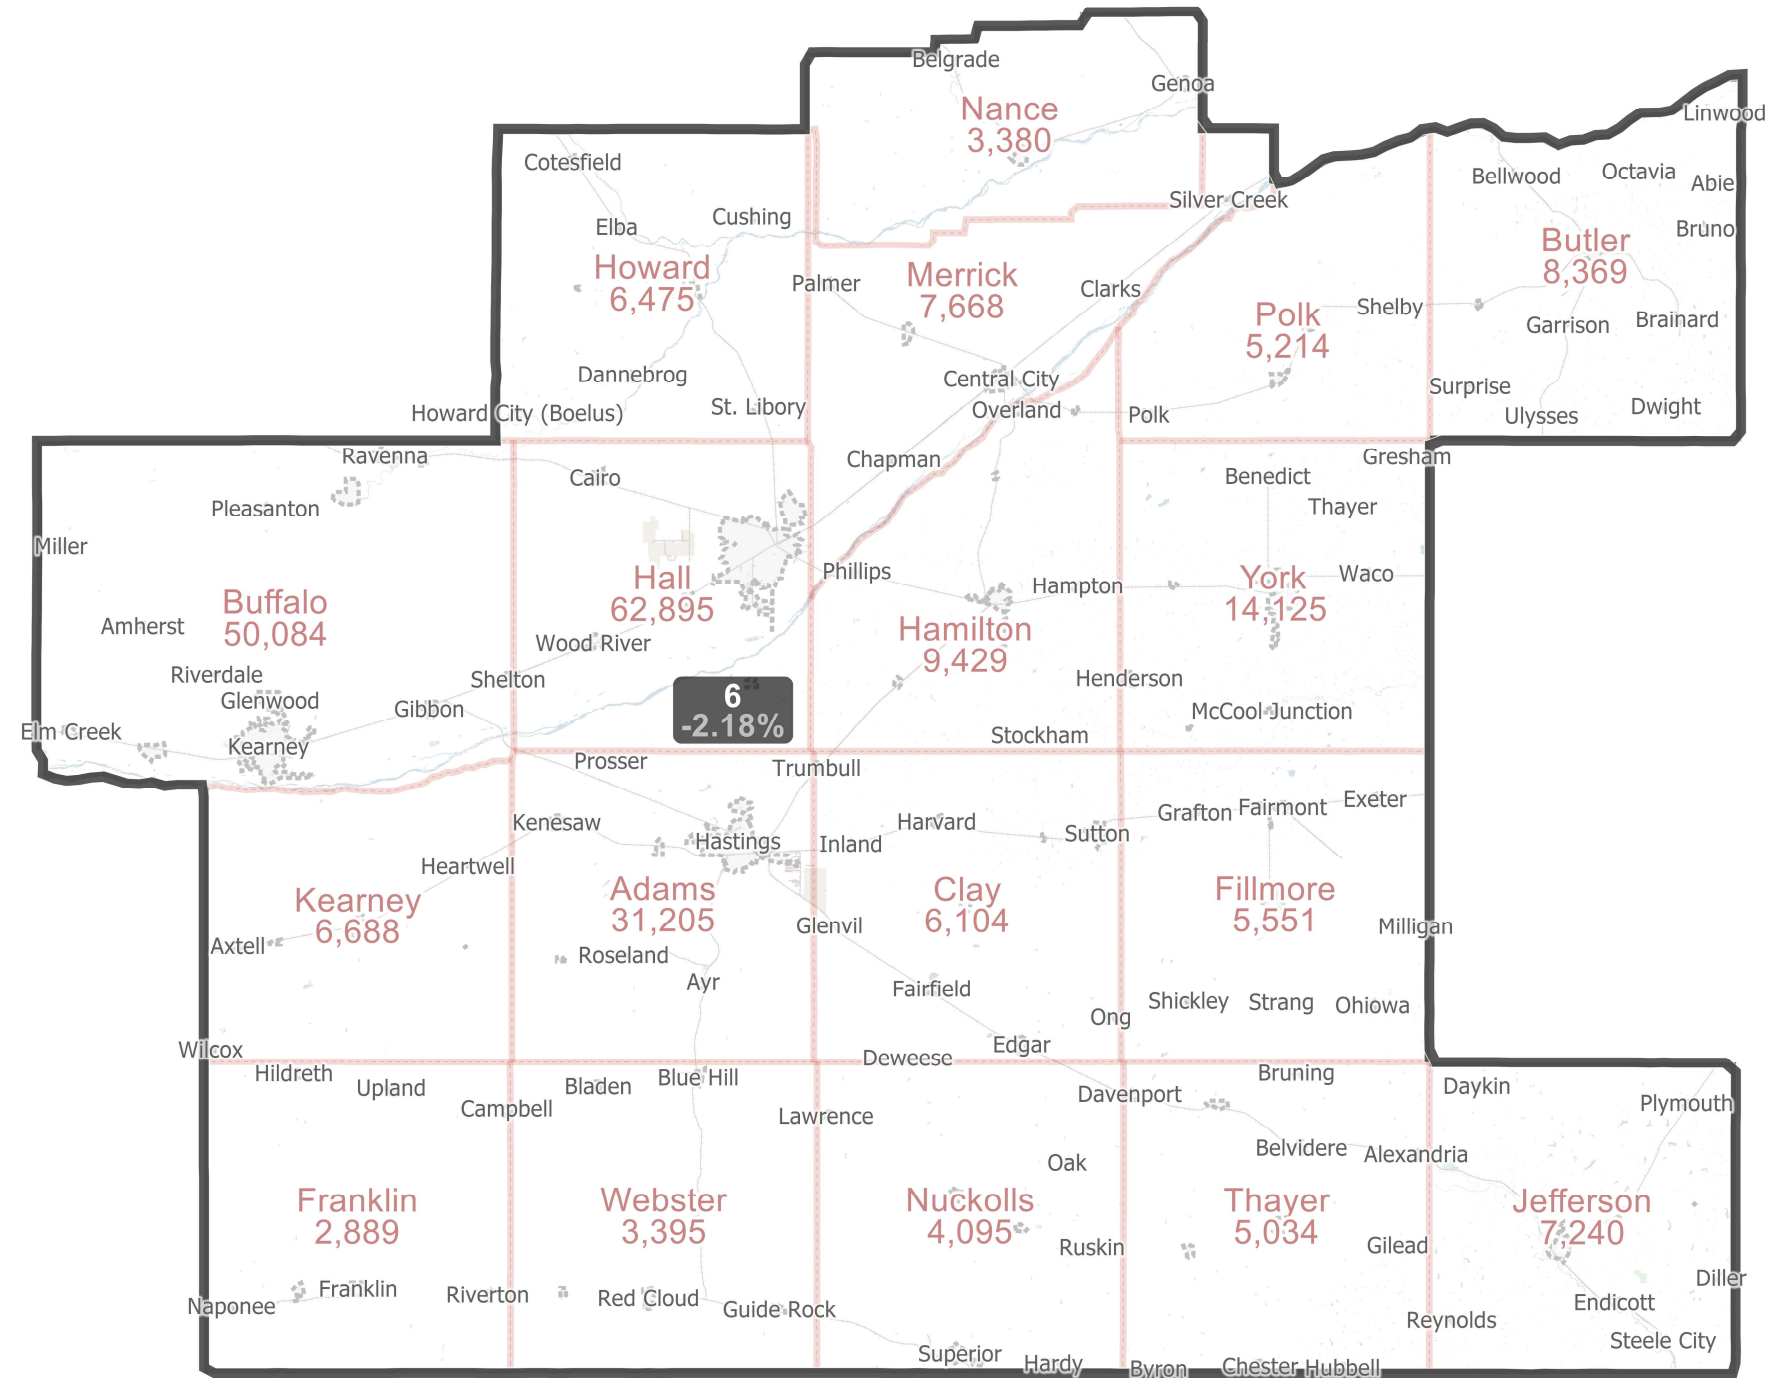 Belgrade
Genoa
Nance
3,380
Linwood
Cotesfield
Bellwood
Octavia
Abie
Silver Creek
Elba
Cushing
Bruno
Butler
8,369
Howard
6,475
Palmer
Merrick
7,668
Clarks
Polk
5,214
Shelby
Garrison
Brainard
Dannebrog
Central City
Surprise
Howard City (Boelus)
St. Libory
Overland
Polk
Ulysses
Dwight
Ravenna
Chapman
Gresham
Cairo
Benedict
Pleasanton
Thayer
Miller
Phillips
Hall
62,895
Hampton
York
14,125
Waco
Buffalo
50,084
Amherst
Wood River
Hamilton
9,429
Riverdale
Shelton
Henderson
Glenwood
Gibbon
6
-2.18%
McCool Junction
Elm Creek
Kearney
Stockham
Prosser
Trumbull
Kenesaw
Harvard
Grafton
Fairmont
Exeter
Hastings
Inland
Sutton
Heartwell
Kearney
6,688
Adams
31,205
Clay
6,104
Fillmore
5,551
Axtell
Glenvil
Milligan
Roseland
Ayr
Fairfield
Shickley
Strang
Ohiowa
Ong
Wilcox
Edgar
Deweese
Hildreth
Upland
Bladen
Blue Hill
Bruning
Daykin
Campbell
Lawrence
Davenport
Plymouth
Belvidere
Alexandria
Oak
Franklin
2,889
Webster
3,395
Nuckolls
4,095
Thayer
5,034
Jefferson
7,240
Ruskin
Gilead
Diller
Naponee
Franklin
Riverton
Red Cloud
Guide Rock
Endicott
Reynolds
Steele City
Superior
Hardy
Byron
Chester
Hubbell